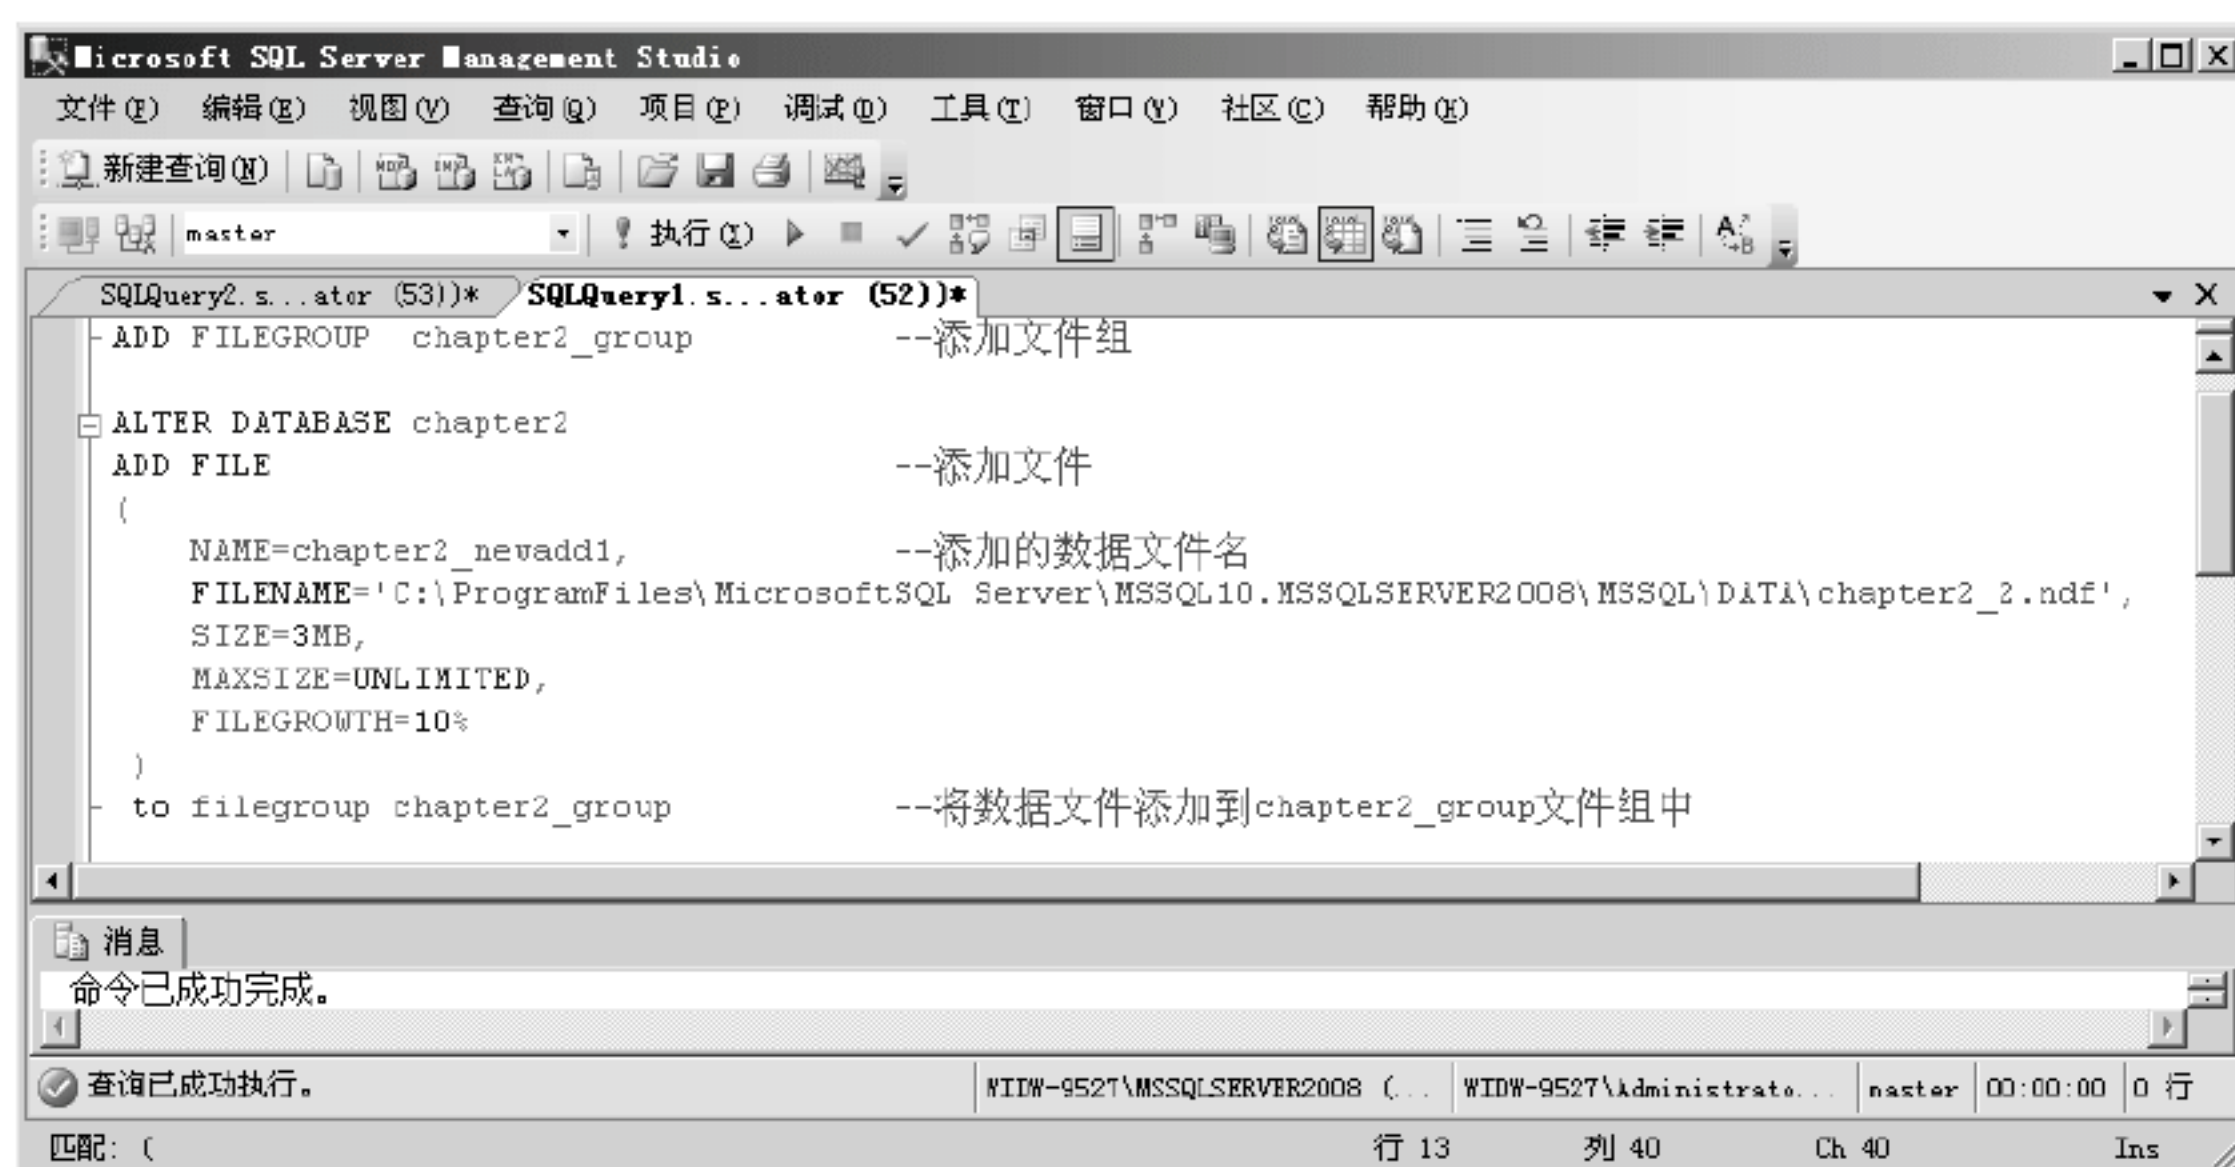 Microsoft SQL Server Management Studio
文件(F) 编辑(E) 视图(V) 查询(Q) 项目(P) 调试(D) 工具(T) 窗口(W) 社区(C) 帮助(H)
新建查询(N)
master 执行(X)
SQLQuery2.s...ator (53))* SQLQuery1.s...ator (52))*
ADD FILEGROUP chapter2_group --添加文件组
ALTER DATABASE chapter2
ADD FILE --添加文件
(
NAME=chapter2_newadd1, --添加的数据文件名
FILENAME='C:\ProgramFiles\MicrosoftSQL Server\MSSQL10.MSSQLSERVER2008\MSSQL\DATA\chapter2_2.ndf',
SIZE=3MB,
MAXSIZE=UNLIMITED,
FILEGROWTH=10%
)
to filegroup chapter2_group --将数据文件添加到chapter2_group文件组中
消息
命令已成功完成。
查询已成功执行。 WIDW-9527\MSSQLSERVER2008 (... WIDW-9527\Administrato... master 00:00:00 0 行
匹配: ( 行 13 列 40 Ch 40 Ins